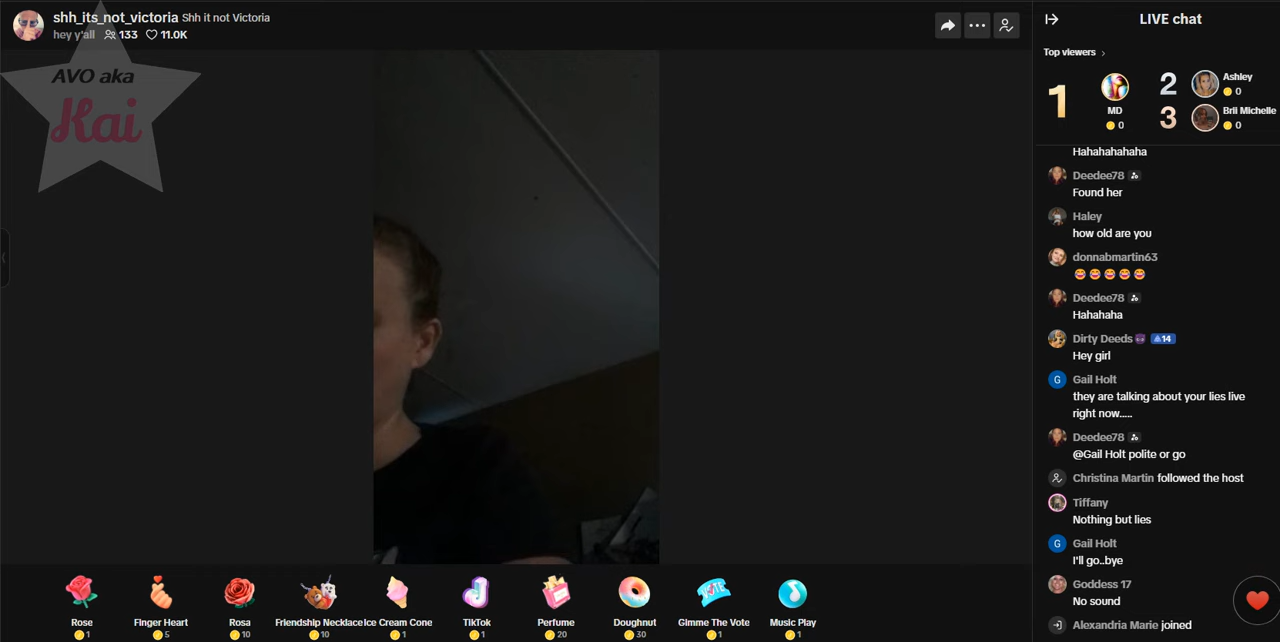 shh_its_not_victoria Shh it not Victoria
hey y'all 133 11.0K
AVO aka
Kai
LIVE chat
Top viewers
1
MD
0
2
Ashley
0
3
Brii Michelle
0
Hahahahahaha
Deedee78
Found her
Haley
how old are you
donnabmartin63
Deedee78
Hahahaha
Dirty Deeds 14
Hey girl
G Gail Holt
they are talking about your lies live
right now.....
Deedee78
@Gail Holt polite or go
Christina Martin followed the host
Tiffany
Nothing but lies
G Gail Holt
I'll go..bye
Goddess 17
No sound
Alexandria Marie joined
VOTE
Rose Finger Heart Rosa Friendship Necklace Ice Cream Cone TikTok Perfume Doughnut Gimme The Vote Music Play
1 5 10 10 1 1 20 30 1 1